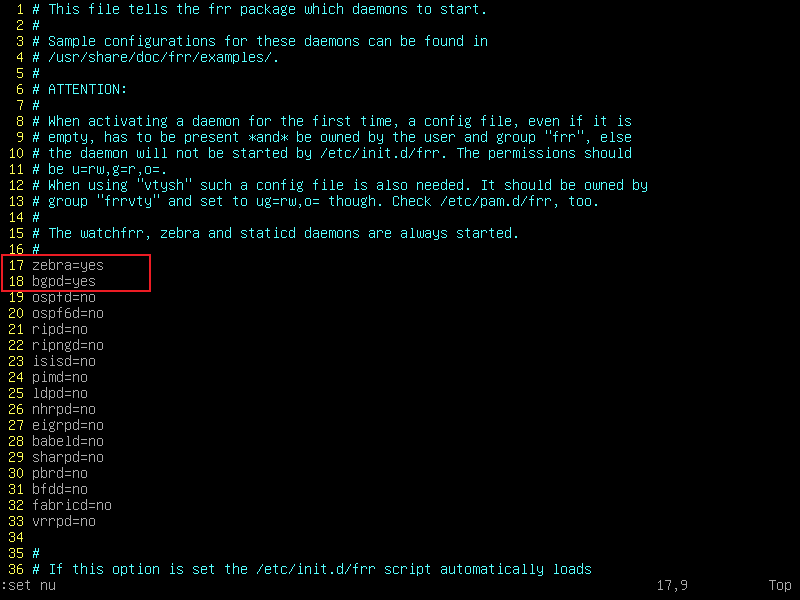 1 # This file tells the frr package which daemons to start.
2 #
3 # Sample configurations for these daemons can be found in
4 # /usr/share/doc/frr/examples/.
5 #
6 # ATTENTION:
7 #
8 # When activating a daemon for the first time, a config file, even if it is
9 # empty, has to be present *and* be owned by the user and group "frr", else
10 # the daemon will not be started by /etc/init.d/frr. The permissions should
11 # be u=rw,g=r,o=.
12 # When using "vtysh" such a config file is also needed. It should be owned by
13 # group "frrvty" and set to ug=rw,o= though. Check /etc/pam.d/frr, too.
14 #
15 # The watchfrr, zebra and staticd daemons are always started.
16 #
17 zebra=yes
18 bgpd=yes
19 ospfd=no
20 ospf6d=no
21 ripd=no
22 ripngd=no
23 isisd=no
24 pimd=no
25 ldpd=no
26 nhrpd=no
27 eigrpd=no
28 babeld=no
29 sharpd=no
30 pbrd=no
31 bfdd=no
32 fabricd=no
33 vrrpd=no
34
35 #
36 # If this option is set the /etc/init.d/frr script automatically loads
:set nu 17,9 Top